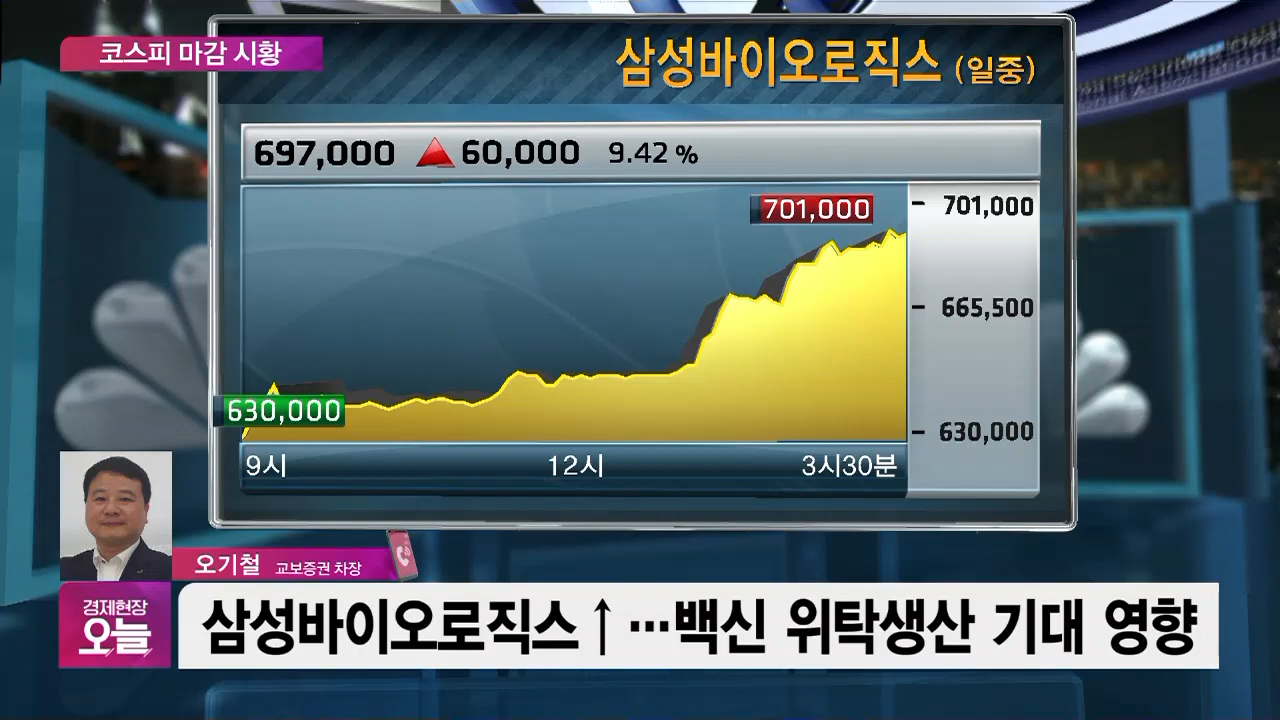 코스피 마감 시황
삼성바이오로직스 (일중)
697,000 ▲ 60,000 9.42 %
701,000
701,000
665,500
630,000
630,000
9시 12시 3시30분
오기철 교보증권 차장
경제현장
오늘
삼성바이오로직스↑…백신 위탁생산 기대 영향